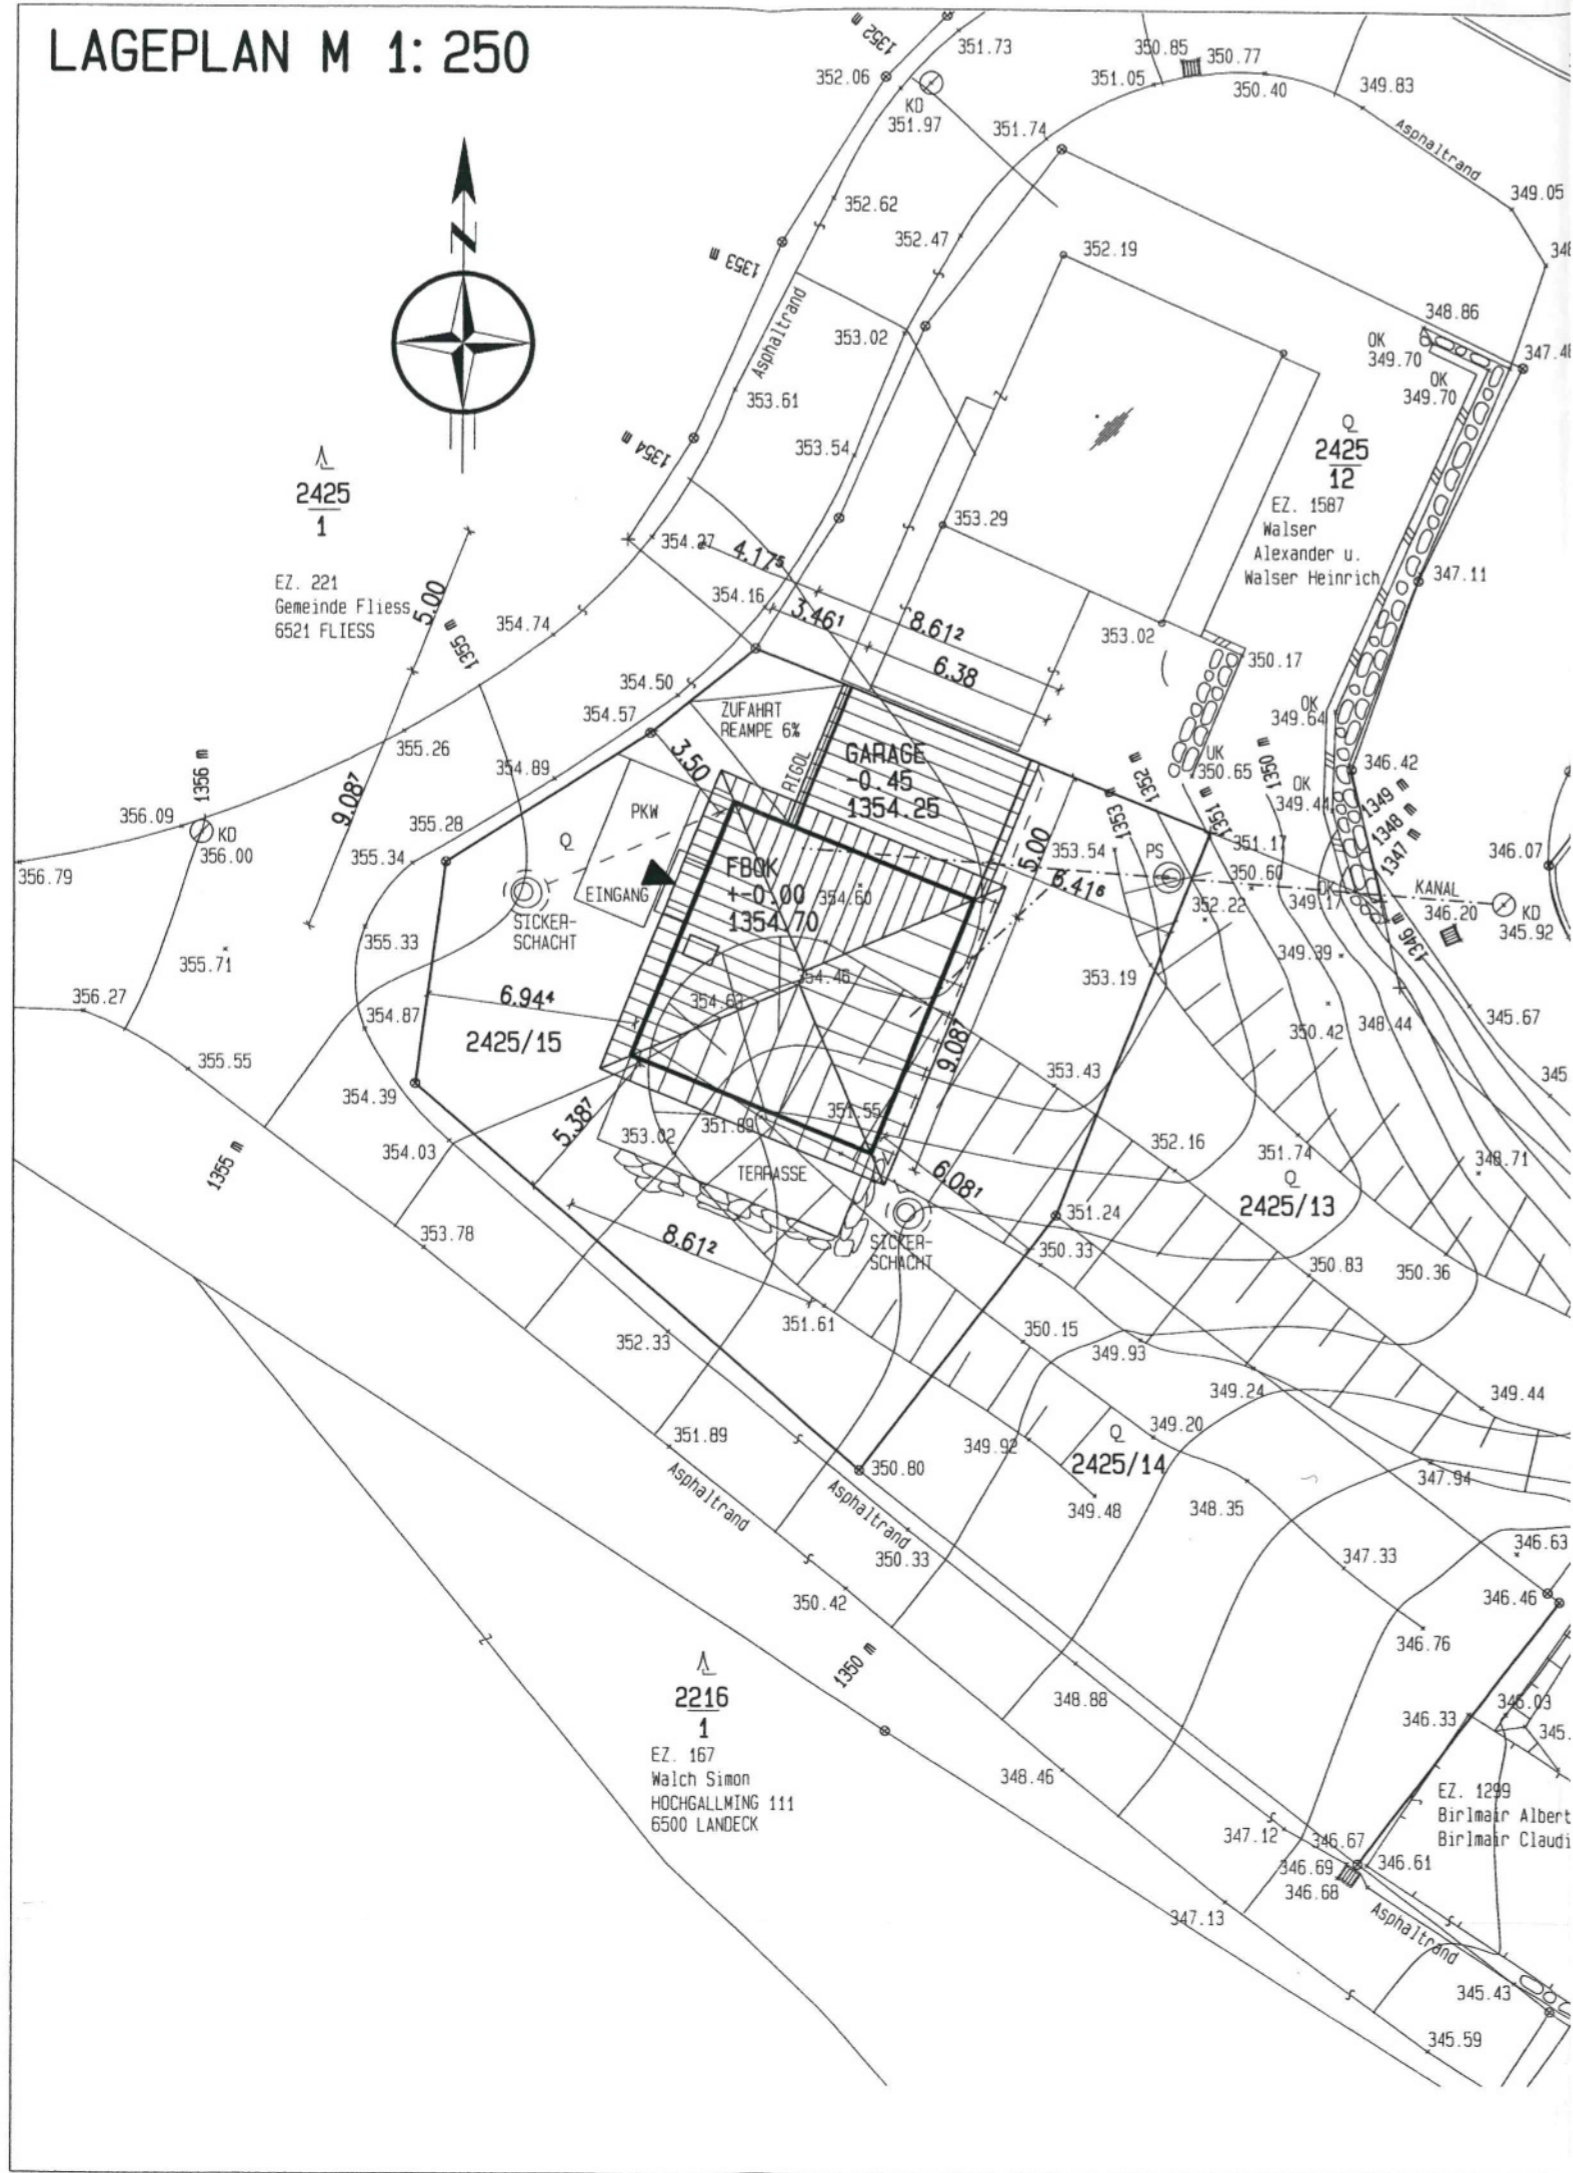 LAGEPLAN M 1: 250
1352 m
351.73
350.85
350.77
352.06
KD
351.97
351.05
350.40
349.83
351.74
Asphaltrand
349.05
352.62
352.47
352.19
1353 m
Asphaltrand
353.02
348.86
OK
349.70
OK
349.70
353.61
1354 m
353.54
Q
2425
12
EZ. 1587
Walser
Alexander u.
Walser Heinrich
2425
1
EZ. 221
Gemeinde Fliess
6521 FLIESS
N
353.29
354.27
4.17⁵
347.11
354.16
3.46¹
8.61²
6.38
353.02
350.17
5.00
354.74
1355 m
354.50
354.57
ZUFAHRT
REAMPE 6%
OK
349.64
355.26
3.50
RIGOL
GARAGE
-0.45
1354.25
1352 m
UK
350.65
1350 m
346.42
1356 m
354.89
PKW
1353 m
1351 m
OK
349.44
1349 m
1348 m
1347 m
9.08⁷
356.09
KD
356.00
355.28
Q
5.00
353.54
PS
351.17
350.60
346.07
356.79
355.34
EINGANG
FBOK
+-0.00
1354.70
354.60
6.41⁶
352.22
OK
349.17
KANAL
346.20
KD
345.92
SICKER-
SCHACHT
1346 m
355.71
355.33
354.46
353.19
349.39
356.27
6.94⁴
354.63
354.87
2425/15
9.08⁷
350.42
348.44
345.67
355.55
353.43
354.39
351.55
5.38⁷
353.02
351.89
354.03
352.16
351.74
348.71
1355 m
TERRASSE
6.08¹
Q
2425/13
351.24
353.78
8.61²
SICKER-
SCHACHT
350.33
350.83
350.36
352.33
351.61
350.15
349.93
349.24
349.44
351.89
349.92
349.20
Q
2425/14
350.80
Asphaltrand
Asphaltrand
347.94
349.48
348.35
350.33
347.33
346.63
350.42
346.46
346.76
1350 m
2216
1
EZ. 167
Walch Simon
HOCHGALLMING 111
6500 LANDECK
348.88
346.33
348.46
EZ. 1299
Birlmair Albert
Birlmair Claudi
347.12
346.67
346.69
346.61
346.68
347.13
Asphaltrand
345.43
345.59